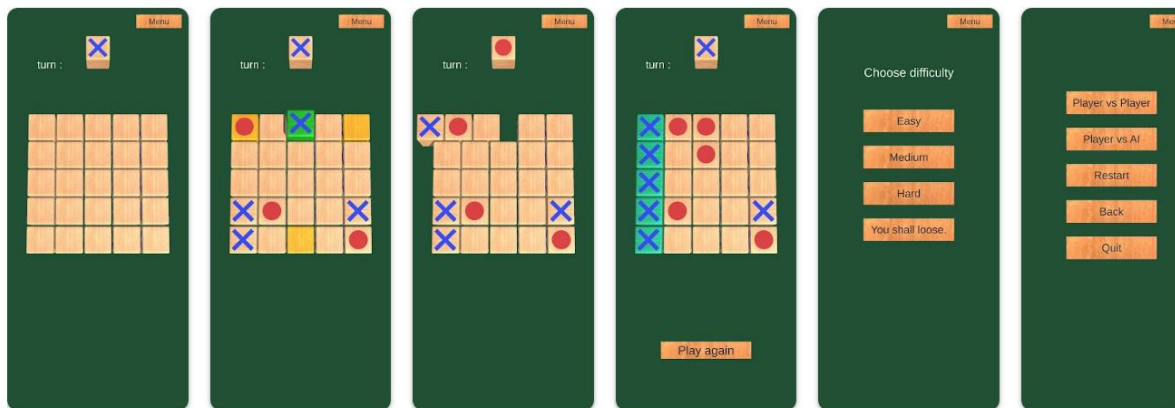 Menu
turn :
Menu
turn :
Menu
turn :
Menu
turn :
Play again
Menu
Choose difficulty
Easy
Medium
Hard
You shall loose.
Me
Player vs Player
Player vs AI
Restart
Back
Quit